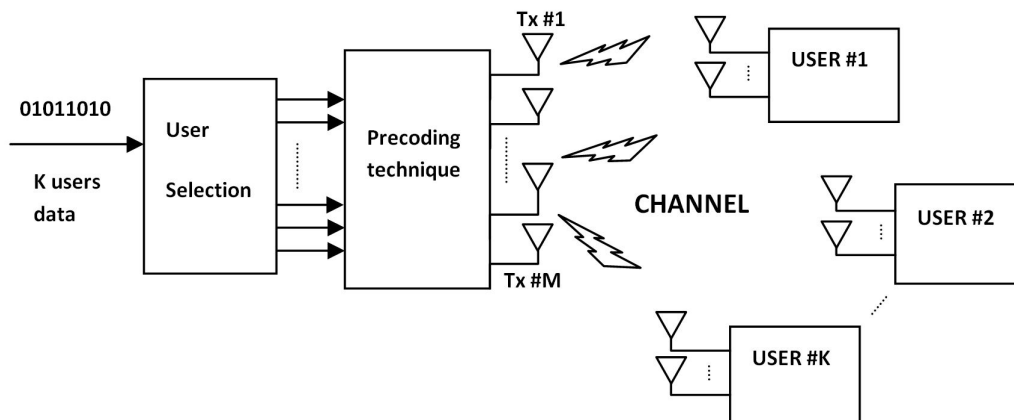 01011010
K users
data
User
Selection
Precoding
technique
Tx #1
Tx #M
CHANNEL
USER #1
USER #2
USER #K